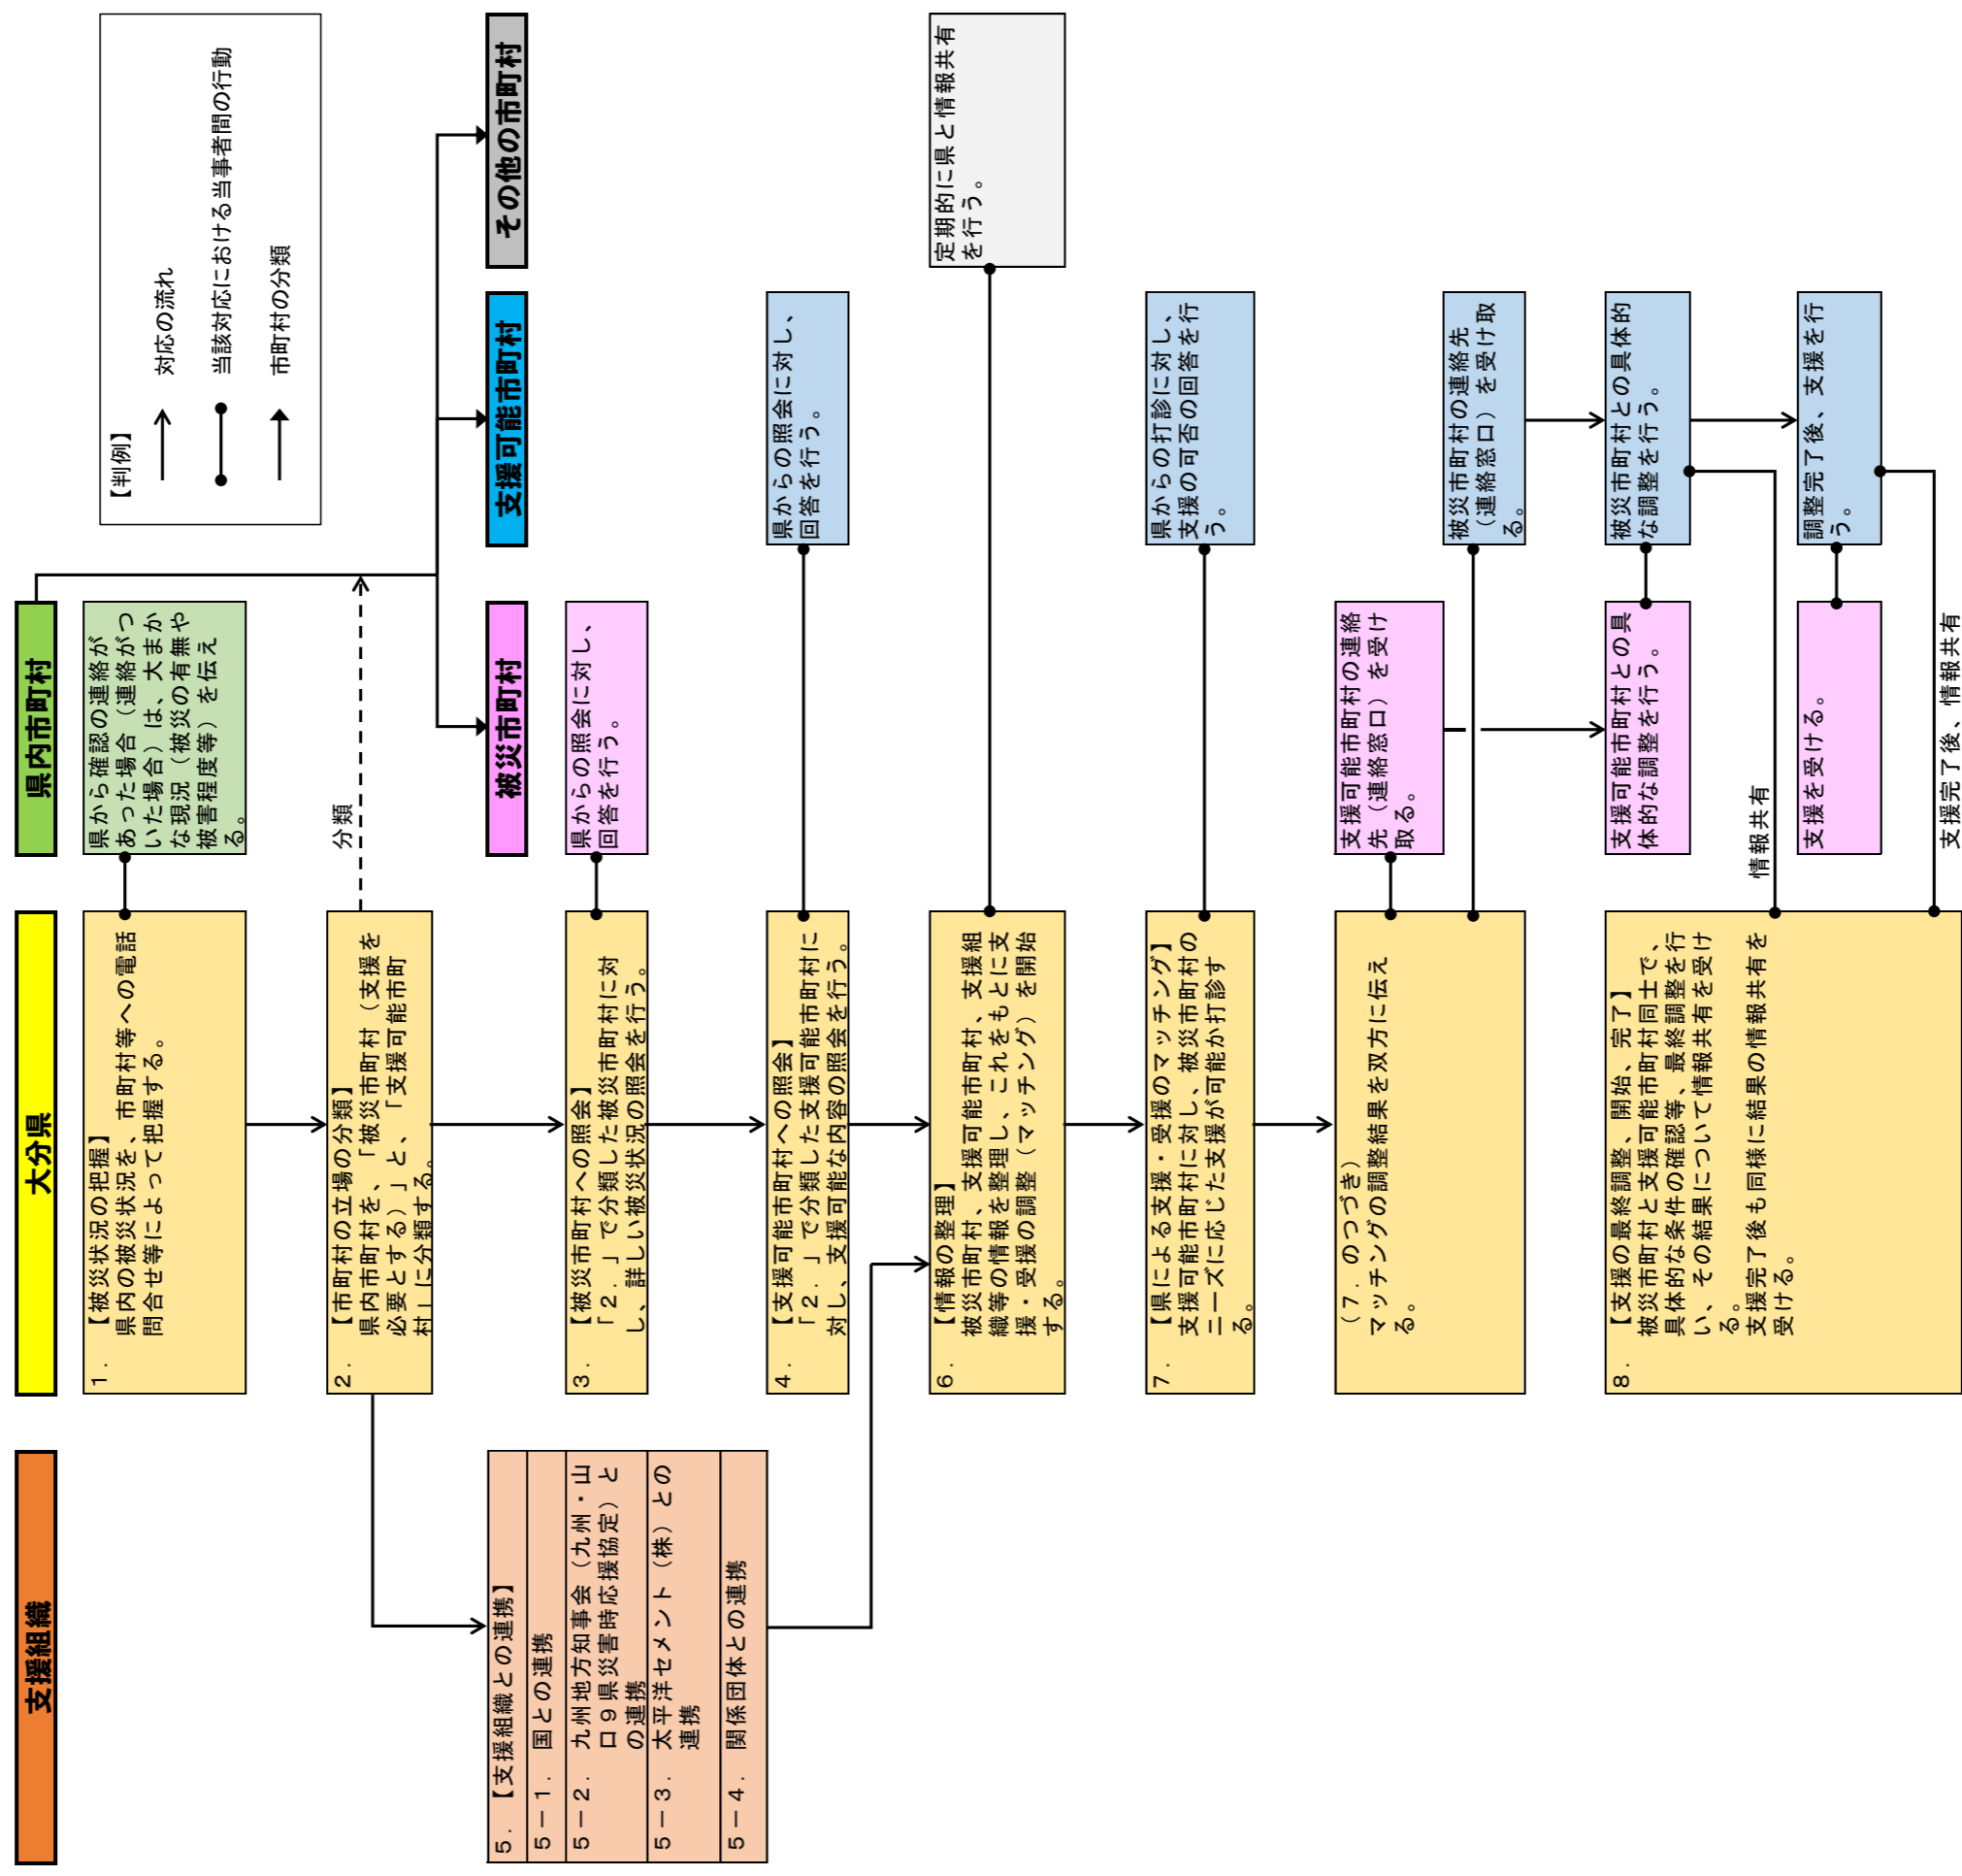 支援組織
大分県
県内市町村
【判例】
対応の流れ
当該対応における当事者間の行動
市町村の分類
1.
【被災状況の把握】
県内の被災状況を、市町村等への電話
問合せ等によって把握する。
県から確認の連絡が
あった場合（連絡がつ
いた場合）は、大まか
な現況（被災の有無や
被害程度等）を伝え
る。
2.
【市町村の立場の分類】
県内市町村を、「被災市町村（支援を
必要とする）」と、「支援可能市町
村」に分類する。
分類
被災市町村
支援可能市町村
その他の市町村
5.
【支援組織との連携】
5－1.
国との連携
5－2.
九州地方知事会（九州・山
口９県災害時応援協定）と
の連携
5－3.
太平洋セメント（株）との
連携
5－4.
関係団体との連携
3.
【被災市町村への照会】
「2.」で分類した被災市町村に対
し、詳しい被災状況の照会を行う。
県からの照会に対し、
回答を行う。
4.
【支援可能市町村への照会】
「2.」で分類した支援可能市町村に
対し、支援可能な内容の照会を行う。
県からの照会に対し、
回答を行う。
6.
【情報の整理】
被災市町村、支援可能市町村、支援組
織等の情報を整理し、これをもとに支
援・受援の調整（マッチング）を開始
する。
定期的に県と情報共有
を行う。
7.
【県による支援・受援のマッチング】
支援可能市町村に対し、被災市町村の
ニーズに応じた支援が可能か打診す
る。
県からの打診に対し、
支援の可否の回答を行
う。
（7.のつづき）
マッチングの調整結果を双方に伝え
る。
支援可能市町村の連絡
先（連絡窓口）を受け
取る。
被災市町村の連絡先
（連絡窓口）を受け取
る。
8.
【支援の最終調整、開始、完了】
被災市町村と支援可能市町村同士で、
具体的な条件の確認等、最終調整を行
い、その結果について情報共有を受け
る。
支援完了後も同様に結果の情報共有を
受ける。
支援可能市町村との具
体的な調整を行う。
被災市町村との具体的
な調整を行う。
情報共有
支援を受ける。
調整完了後、支援を行
う。
支援完了後、情報共有